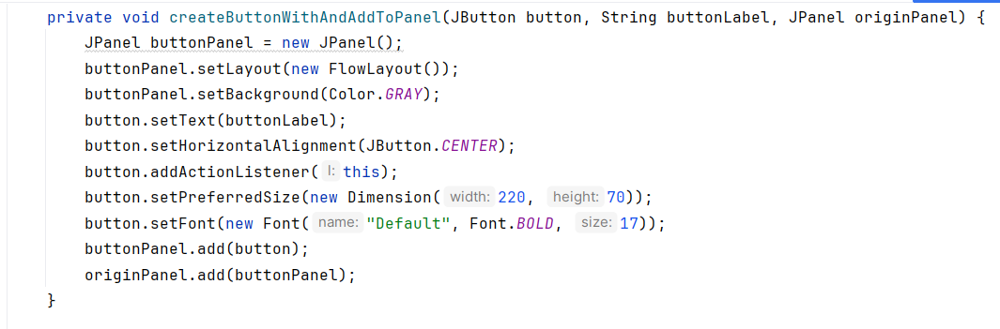 private void createButtonWithAndAddToPanel(JButton button, String buttonLabel, JPanel originPanel) {
    JPanel buttonPanel = new JPanel();
    buttonPanel.setLayout(new FlowLayout());
    buttonPanel.setBackground(Color.GRAY);
    button.setText(buttonLabel);
    button.setHorizontalAlignment(JButton.CENTER);
    button.addActionListener( l: this);
    button.setPreferredSize(new Dimension( width: 220, height: 70));
    button.setFont(new Font( name: "Default", Font.BOLD, size: 17));
    buttonPanel.add(button);
    originPanel.add(buttonPanel);
}